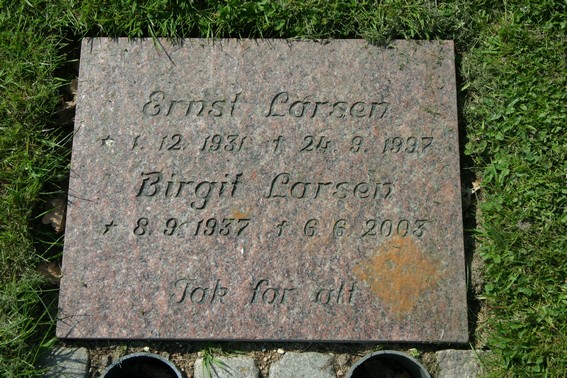 Ernst Larsen
* 1. 12. 1931 † 24. 9. 1997
Birgit Larsen
* 8. 9. 1937 † 6. 6. 2003
Tak for alt